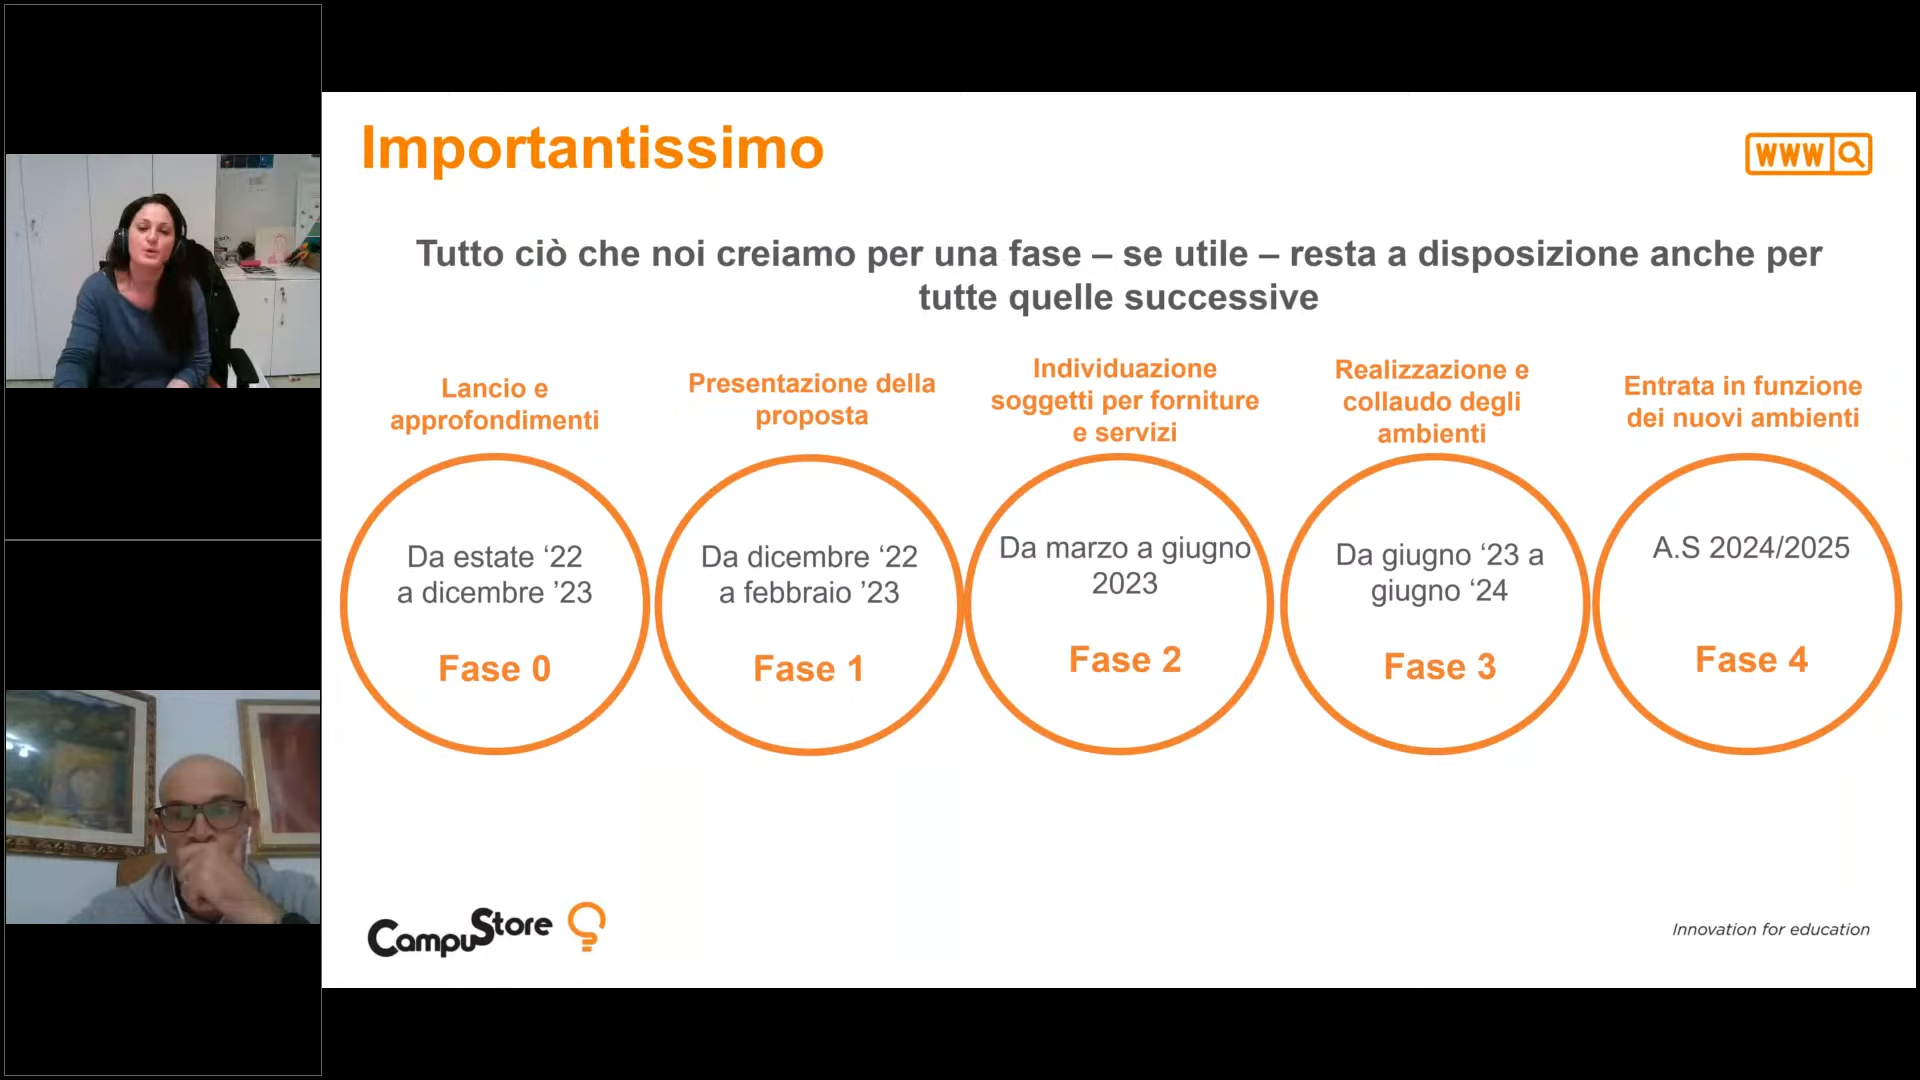 Importantissimo
WWW
Tutto ciò che noi creiamo per una fase – se utile – resta a disposizione anche per
tutte quelle successive
Lancio e
approfondimenti
Da estate ‘22
a dicembre ’23
Fase 0
Presentazione della
proposta
Da dicembre ‘22
a febbraio ’23
Fase 1
Individuazione
soggetti per forniture
e servizi
Da marzo a giugno
2023
Fase 2
Realizzazione e
collaudo degli
ambienti
Da giugno ‘23 a
giugno ‘24
Fase 3
Entrata in funzione
dei nuovi ambienti
A.S 2024/2025
Fase 4
CampuStore
Innovation for education